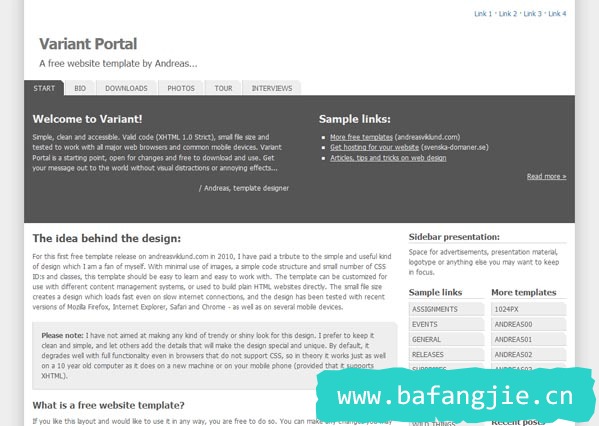 Link 1 * Link 2 * Link 3 * Link 4
Variant Portal
A free website template by Andreas...
START BIO DOWNLOADS PHOTOS TOUR INTERVIEWS
Welcome to Variant!
Simple, clean and accessible. Valid code (XHTML 1.0 Strict), small file size and
tested to work with all major web browsers and common mobile devices. Variant
Portal is a starting point, open for changes and free to download and use. Get
your message out to the world without visual distractions or annoying effects...
/ Andreas, template designer
Sample links:
More free templates (andreasviklund.com)
Get hosting for your website (svenska-domaner.se)
Articles, tips and tricks on web design
Read more »
The idea behind the design:
For this first free template release on andreasviklund.com in 2010, I have paid a tribute to the simple and useful kind
of design which I am a fan of myself. With minimal use of images, a simple code structure and small number of CSS
ID:s and classes, this template should be easy to learn and easy to work with. The template can be customized for
use with different content management systems, or used to build plain HTML websites directly. The small file size
creates a design which loads fast even on slow internet connections, and the design has been tested with recent
versions of Mozilla Firefox, Internet Explorer, Safari and Chrome - as well as on several mobile devices.
Please note: I have not aimed at making any kind of trendy or shiny look for this design. I prefer to keep it
clean and simple, and let others add the details that will make the design special and unique. By default, it
degrades well with full functionality even in browsers that do not support CSS, so in theory it works just as well
on a 10 year old computer as it does on a new machine or on your mobile phone (provided that it supports
XHTML).
What is a free website template?
If you like this layout and would like to use it in any way, you are free to do so. You can make any changes you
Sidebar presentation:
Space for advertisements, presentation material,
logotype or anything else you may want to keep
in focus.
Sample links
ASSIGNMENTS
EVENTS
GENERAL
RELEASES
More templates
1024PX
ANDREAS00
ANDREAS01
ANDREAS02
ANDREAS03
www.bafangjie.cn
WILD THINGS
Recent posts